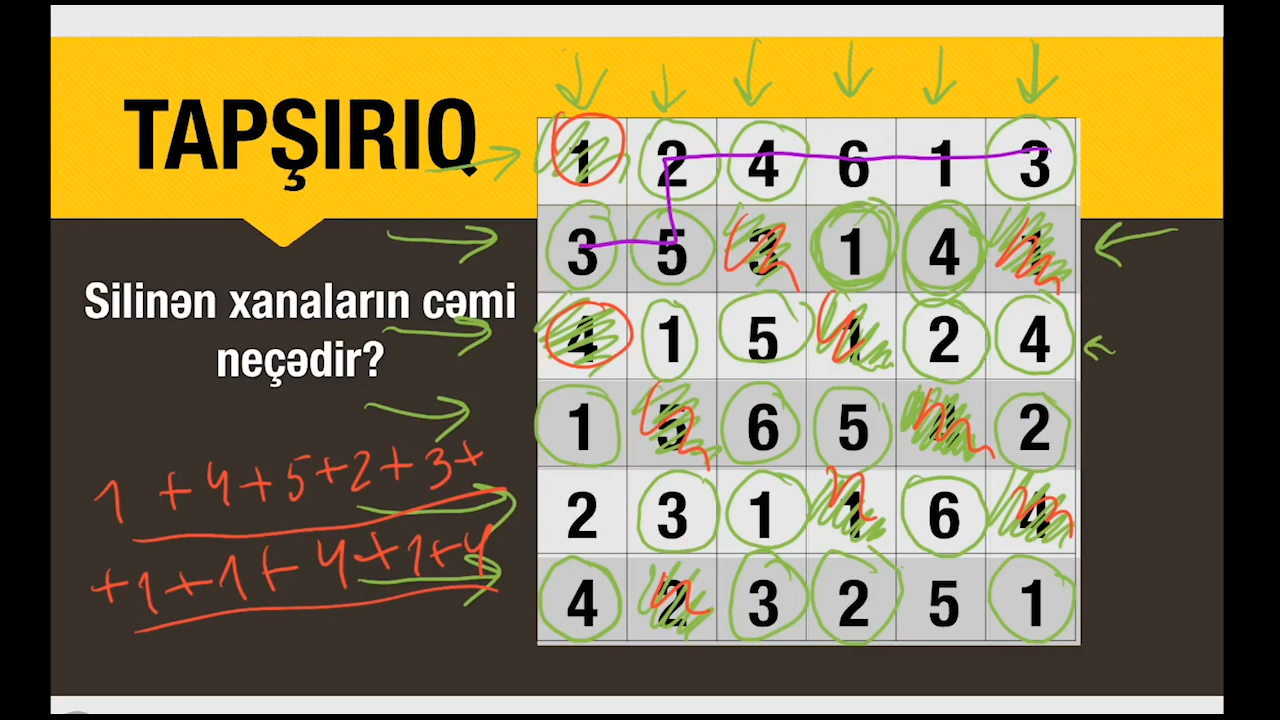 TAPŞIRIQ
Silinən xanaların cəmi
neçədir?
1 +4+5+2+3+
+1+1+4+1+4
1 2 4 6 1 3
3 5 3 1 4 1
4 1 5 1 2 4
1 5 6 5 4 2
2 3 1 1 6 4
4 2 3 2 5 1